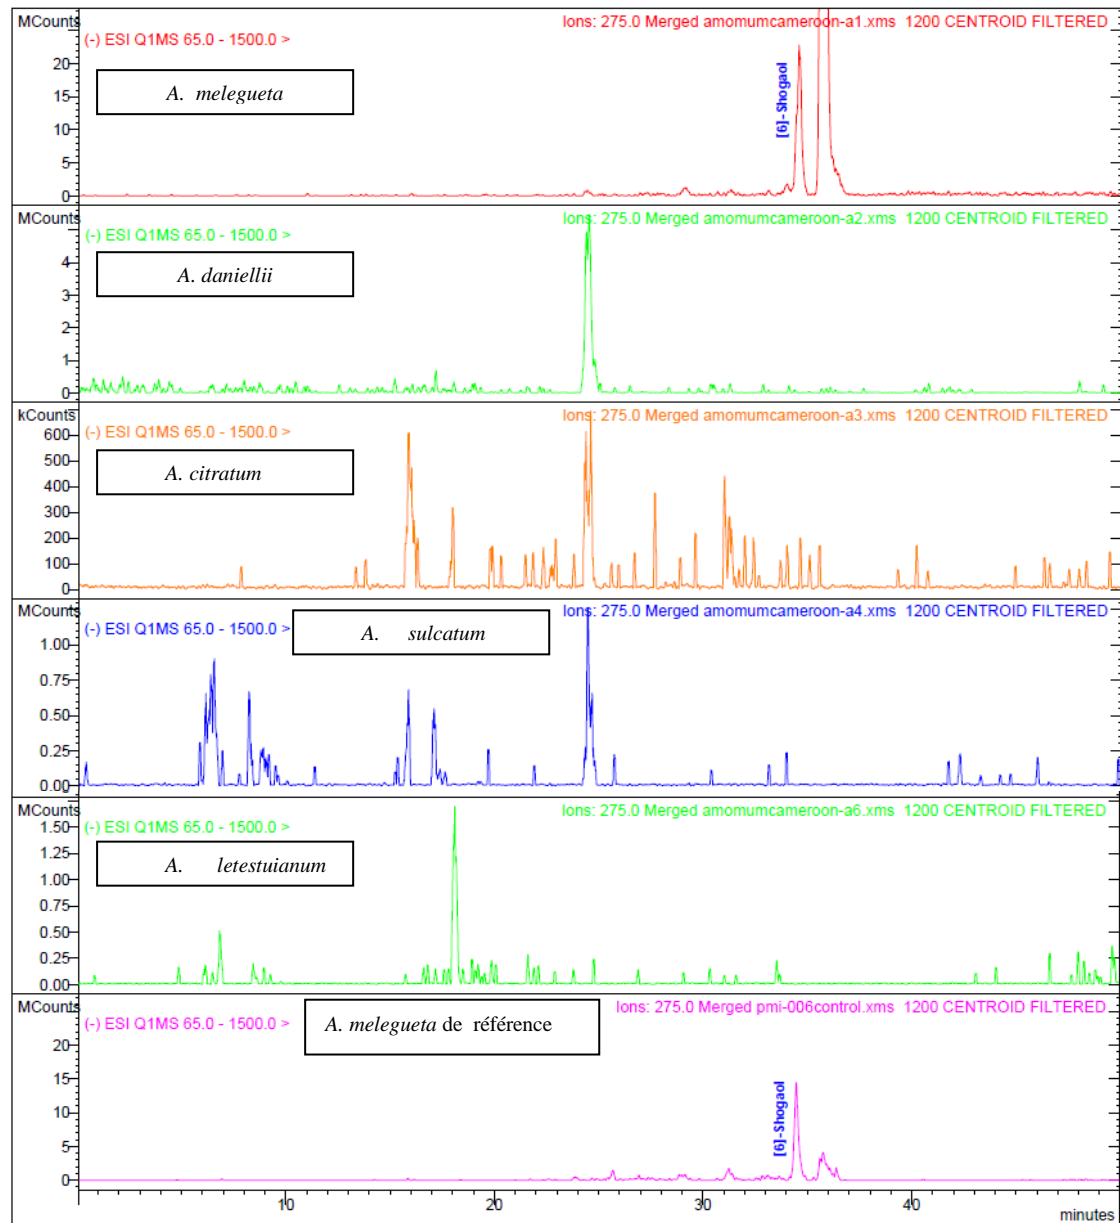 MCounts
Ions: 275.0 Merged amomumcameroon-a1.xms 1200 CENTROID FILTERED
(-) ESI Q1MS 65.0 - 1500.0 >
A. melegueta
[6]-Shogaol
20
15
10
5
0
MCounts
Ions: 275.0 Merged amomumcameroon-a2.xms 1200 CENTROID FILTERED
(-) ESI Q1MS 65.0 - 1500.0 >
A. daniellii
4
3
2
1
0
kCounts
Ions: 275.0 Merged amomumcameroon-a3.xms 1200 CENTROID FILTERED
(-) ESI Q1MS 65.0 - 1500.0 >
A. citratum
600
500
400
300
200
100
0
MCounts
Ions: 275.0 Merged amomumcameroon-a4.xms 1200 CENTROID FILTERED
(-) ESI Q1MS 65.0 - 1500.0 >
A. sulcatum
1.00
0.75
0.50
0.25
0.00
MCounts
Ions: 275.0 Merged amomumcameroon-a6.xms 1200 CENTROID FILTERED
(-) ESI Q1MS 65.0 - 1500.0 >
A. letestuianum
1.50
1.25
1.00
0.75
0.50
0.25
0.00
MCounts
Ions: 275.0 Merged pmi-006control.xms 1200 CENTROID FILTERED
(-) ESI Q1MS 65.0 - 1500.0 >
A. melegueta de référence
[6]-Shogaol
20
15
10
5
0
10 20 30 40
minutes